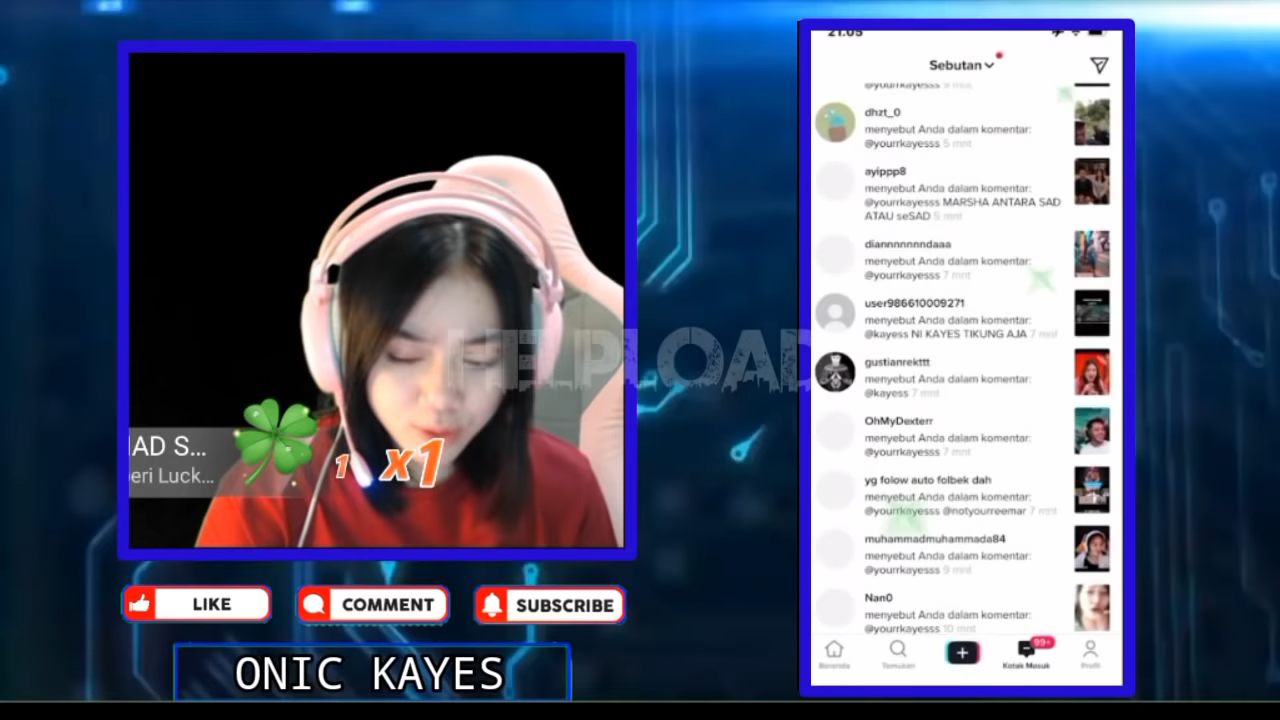 21.05
Sebutan
@yourrkayesss 9 mnt
dhzt_0
menyebut Anda dalam komentar:
@yourrkayesss 5 mnt
ayippp8
menyebut Anda dalam komentar:
@yourrkayesss MARSHA ANTARA SAD
ATAU seSAD 5 mnt
diannnnnndaaa
menyebut Anda dalam komentar:
@yourrkayesss 7 mnt
user986610009271
menyebut Anda dalam komentar:
@kayess NI KAYES TIKUNG AJA 7 mnt
gustianrekttt
menyebut Anda dalam komentar:
@kayess 7 mnt
OhMyDexterr
menyebut Anda dalam komentar:
@yourrkayesss 7 mnt
yg folow auto folbek dah
menyebut Anda dalam komentar:
@yourrkayesss @notyourreemar 7 mnt
muhammadmuhammada84
menyebut Anda dalam komentar:
@yourrkayesss 9 mnt
Nan0
menyebut Anda dalam komentar:
@yourrkayesss 10 mnt
99+
Beranda
Temukan
Kotak Masuk
Profil
AD S...
eri Luck...
1 x1
LIKE
COMMENT
SUBSCRIBE
ONIC KAYES